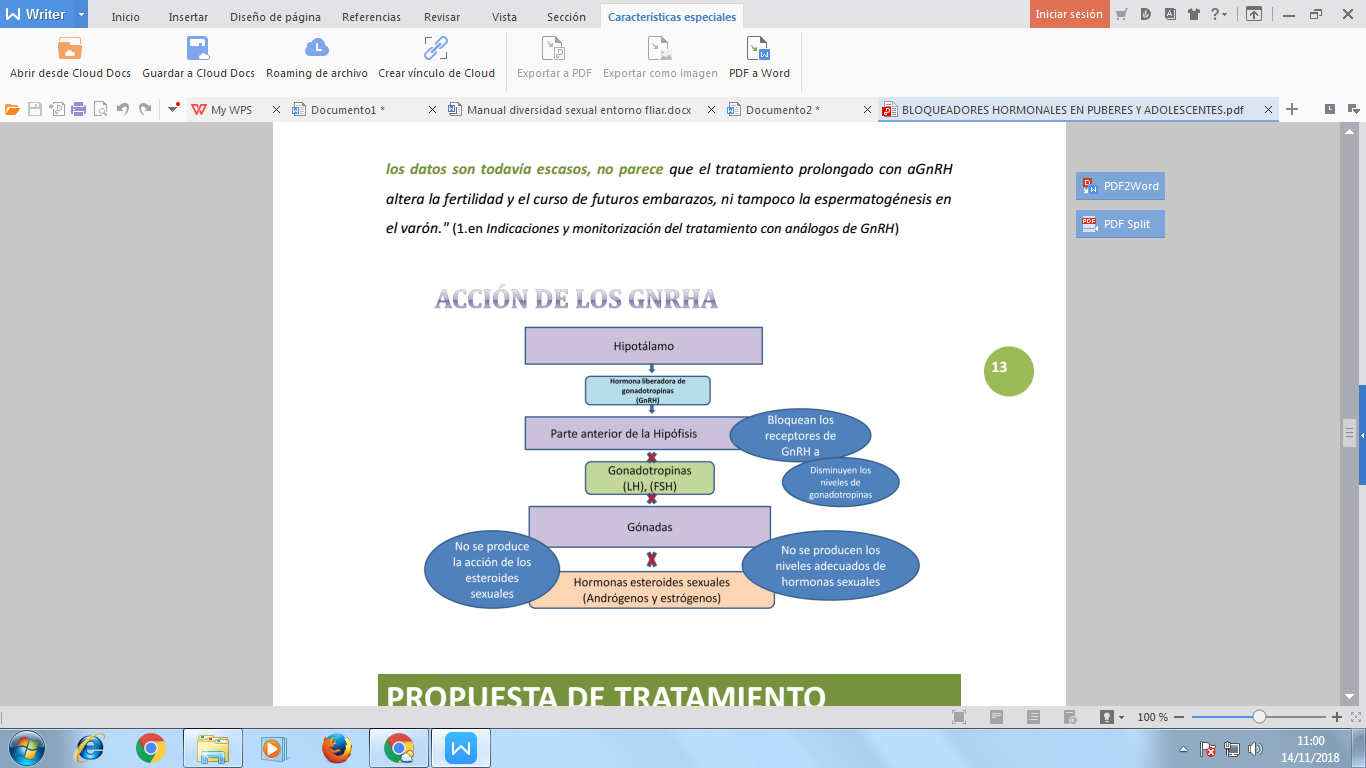 Writer
Inicio
Insertar
Diseño de página
Referencias
Revisar
Vista
Sección
Características especiales
Iniciar sesión
Abrir desde Cloud Docs
Guardar a Cloud Docs
Roaming de archivo
Crear vínculo de Cloud
Exportar a PDF
Exportar como imagen
PDF a Word
My WPS
Documento1 *
Manual diversidad sexual entorno fliar.docx
Documento2 *
BLOQUEADORES HORMONALES EN PUBERES Y ADOLESCENTES.pdf
los datos son todavía escasos, no parece que el tratamiento prolongado con aGnRH
altera la fertilidad y el curso de futuros embarazos, ni tampoco la espermatogénesis en
el varón." (1.en Indicaciones y monitorización del tratamiento con análogos de GnRH)
PDF2Word
PDF Split
ACCIÓN DE LOS GNRHA
Hipotálamo
13
Hormona liberadora de
gonadotropinas
(GnRH)
Parte anterior de la Hipófisis
Bloquean los
receptores de
GnRH a
Gonadotropinas
(LH), (FSH)
Disminuyen los
niveles de
gonadotropinas
Gónadas
No se produce
la acción de los
esteroides
sexuales
No se producen los
niveles adecuados de
hormonas sexuales
Hormonas esteroides sexuales
(Andrógenos y estrógenos)
PROPUESTA DE TRATAMIENTO
100 %
11:00
14/11/2018